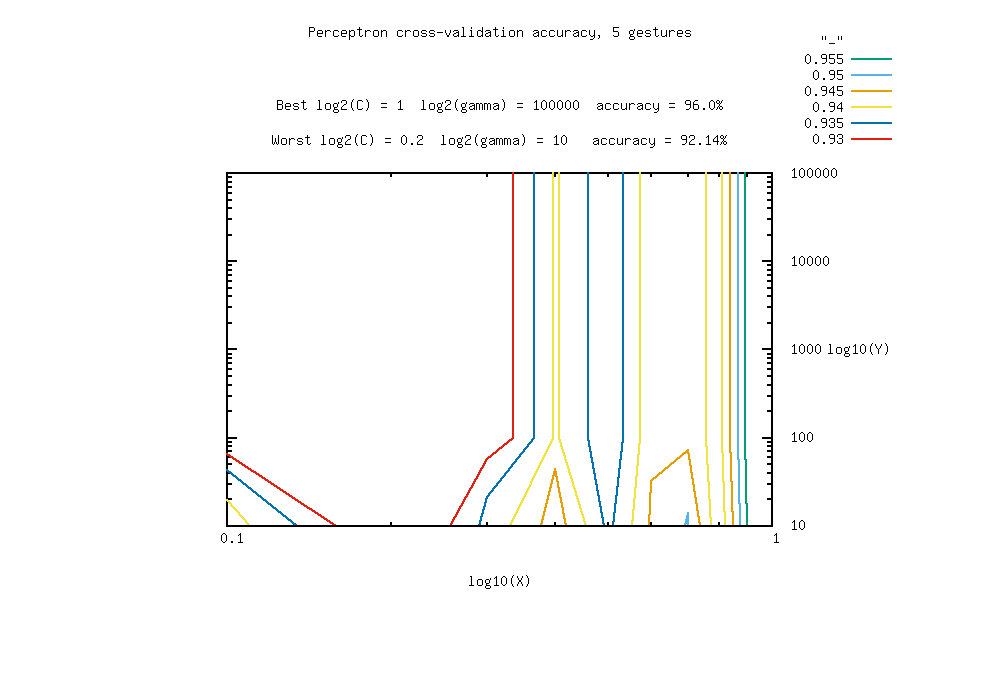 Perceptron cross-validation accuracy, 5 gestures
"_"
0.955
0.95
0.945
0.94
0.935
0.93
Best log2(C) = 1  log2(gamma) = 100000  accuracy = 96.0%
Worst log2(C) = 0.2  log2(gamma) = 10   accuracy = 92.14%
100000
10000
1000 log10(Y)
100
10
0.1 1
log10(X)